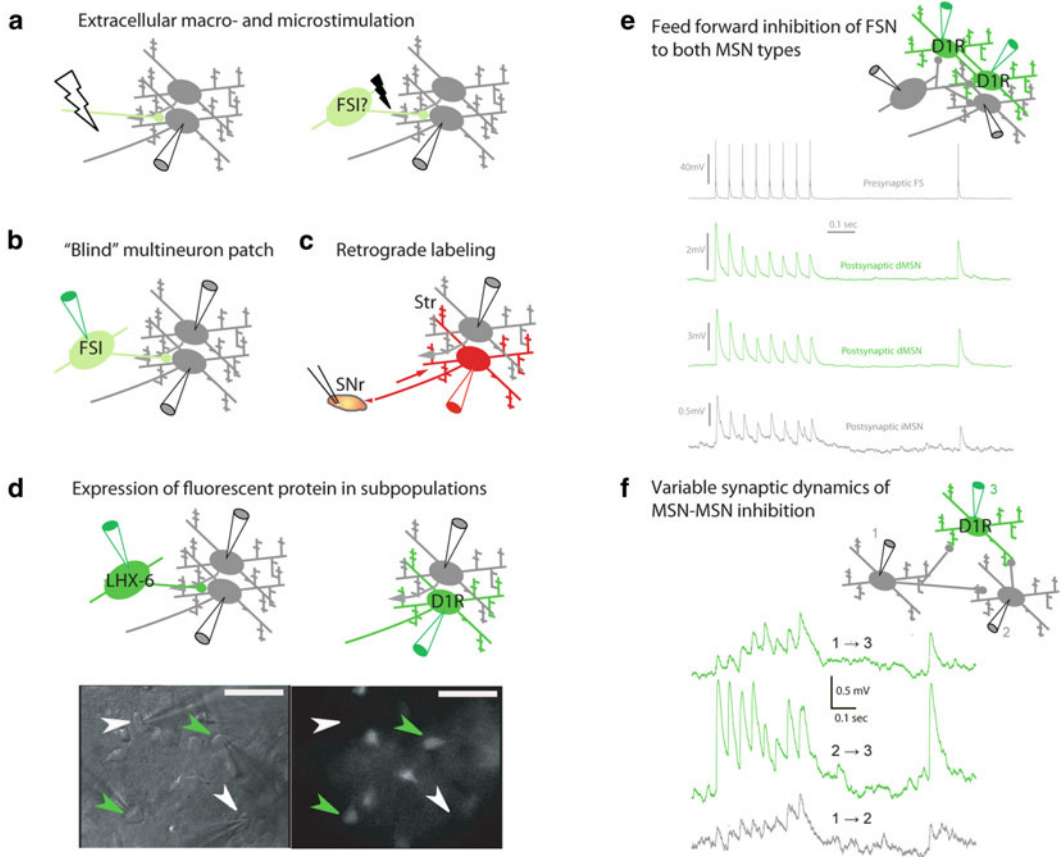 a
Extracellular macro- and microstimulation
FSI?
b
"Blind" multineuron patch
FSI
c
Retrograde labeling
Str
SNr
d
Expression of fluorescent protein in subpopulations
LHX-6
D1R
e
Feed forward inhibition of FSN
to both MSN types
D1R
D1R
40mV
Presynaptic FS
0.1 sec
2mV
Postsynaptic dMSN
3mV
Postsynaptic dMSN
0.5mV
Postsynaptic iMSN
f
Variable synaptic dynamics of
MSN-MSN inhibition
3
D1R
1
2
1 → 3
0.5 mV
0.1 sec
2 → 3
1 → 2